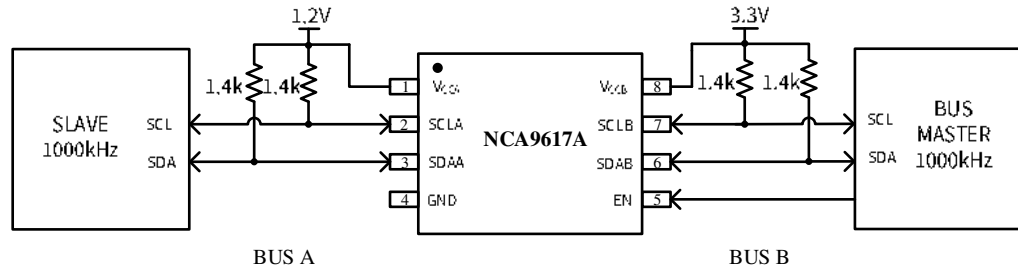 1.2V
3.3V
1.4k
1.4k
1.4k
1.4k
SLAVE
1000kHz
SCL
SDA
1
2
3
4
VCCA
SCLA
SDAA
GND
NCA9617A
VCCB
SCLB
SDAB
EN
8
7
6
5
SCL
SDA
BUS
MASTER
1000kHz
BUS A
BUS B